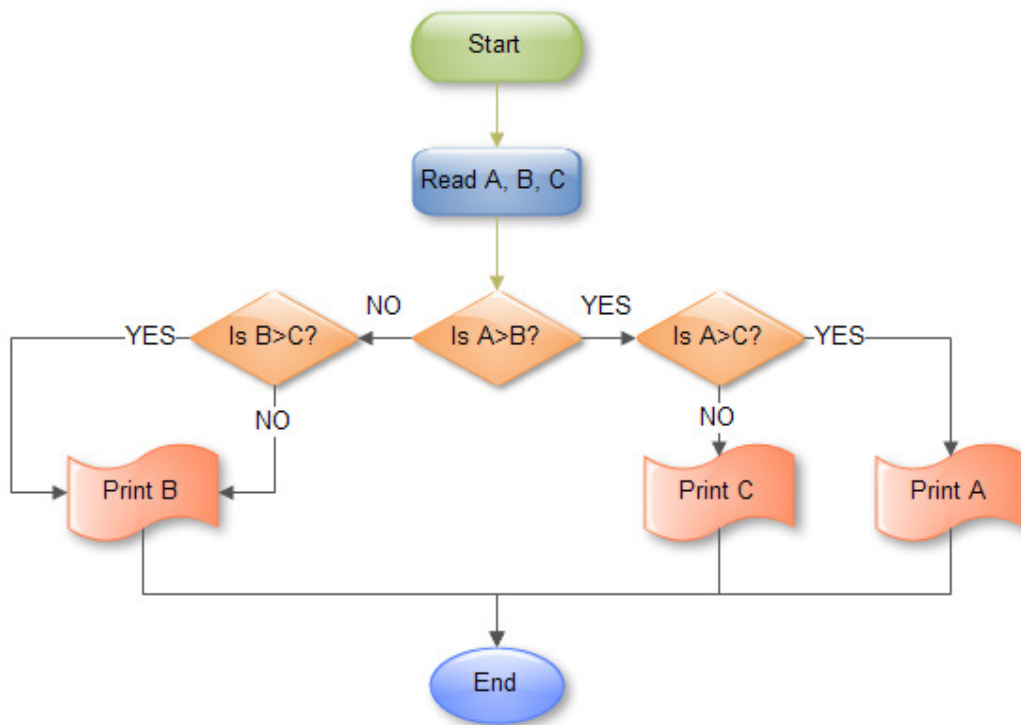 Start
Read A, B, C
NO
YES
YES
Is B>C?
Is A>B?
Is A>C?
YES
NO
NO
Print B
Print C
Print A
End